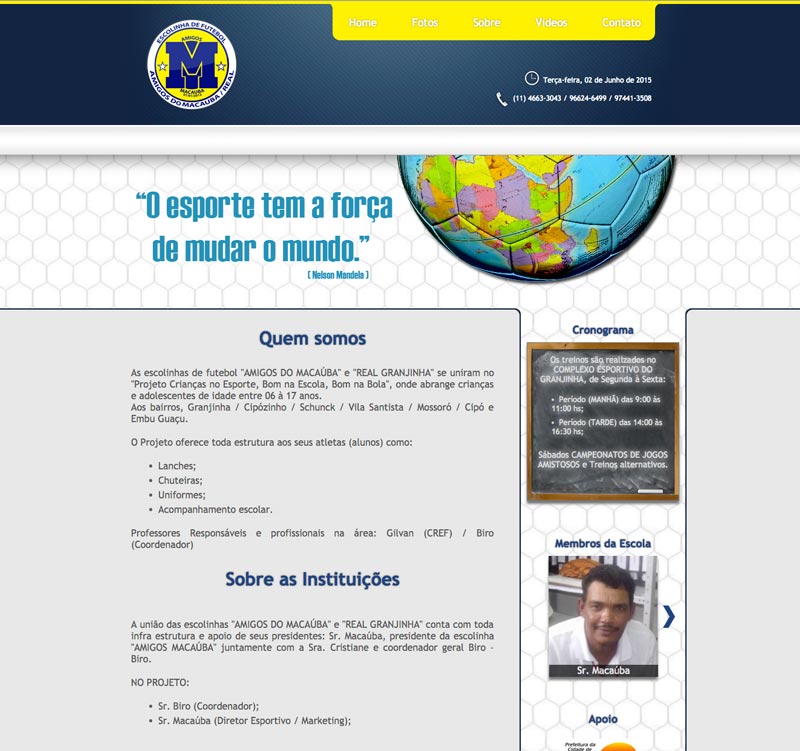 Home Fotos Sobre Videos Contato
ESCOLINHA DE FUTEBOL
AMIGOS
MACAUBA
AMIGOS DO MACAUBA / REAL
Terça-feira, 02 de Junho de 2015
(11) 4663-3043 / 96624-6499 / 97441-3508
“O esporte tem a força
de mudar o mundo.”
( Nelson Mandela )
Quem somos
As escolinhas de futebol "AMIGOS DO MACAÚBA" e "REAL GRANJINHA" se uniram no
"Projeto Crianças no Esporte, Bom na Escola, Bom na Bola", onde abrange crianças
e adolescentes de idade entre 06 à 17 anos.
Aos bairros, Granjinha / Cipózinho / Schunck / Vila Santista / Mossoró / Cipó e
Embu Guaçu.
O Projeto oferece toda estrutura aos seus atletas (alunos) como:
Lanches;
Chuteiras;
Uniformes;
Acompanhamento escolar.
Professores Responsáveis e profissionais na área: Gilvan (CREF) / Biro
(Coordenador)
Sobre as Instituições
A união das escolinhas "AMIGOS DO MACAÚBA" e "REAL GRANJINHA" conta com toda
infra estrutura e apoio de seus presidentes: Sr. Macaúba, presidente da escolinha
"AMIGOS MACAÚBA" juntamente com a Sra. Cristiane e coordenador geral Biro -
Biro.
NO PROJETO:
Sr. Biro (Coordenador);
Sr. Macaúba (Diretor Esportivo / Marketing);
Cronograma
Os treinos são realizados no
COMPLEXO ESPORTIVO DO
GRANJINHA, de Segunda à Sexta:
Período (MANHÃ) das 9:00 às
11:00 hs;
Período (TARDE) das 14:00 às
16:30 hs;
Sábados CAMPEONATOS DE JOGOS
AMISTOSOS e Treinos alternativos.
Membros da Escola
Sr. Macaúba
Apoio
Prefeitura da
Cidade de